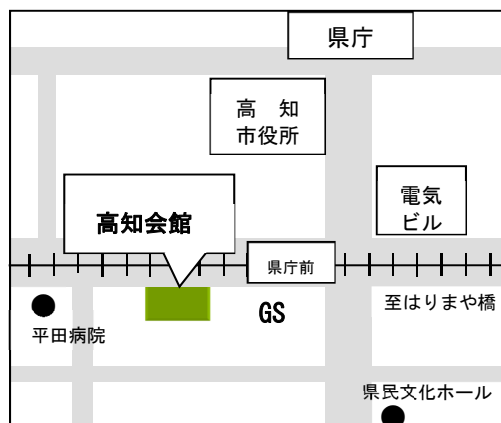 県庁
高 知
市役所
電気
ビル
高知会館
県庁前
GS
至はりまや橋
平田病院
県民文化ホール